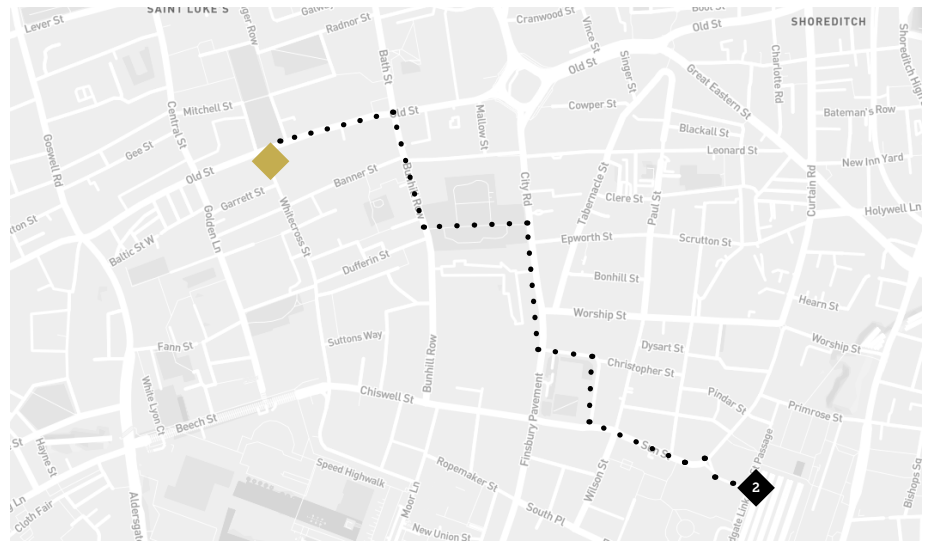 SAINT LUKE'S
SHOREDITCH
Lever St
Radnor St
Cranwood St
Vince St
Old St
Bath St
Old St
Singer St
Charlotte Rd
Great Eastern St
Mitchell St
Central St
Old St
Mallow St
Cowper St
Bateman's Row
Gee St
Blackall St
Leonard St
New Inn Yard
Goswell Rd
Old St
Banner St
Bunhill Row
City Rd
Tabernacle St
Clere St
Paul St
Curtain Rd
Holywell Ln
Garrett St
Golden Ln
Whitecross St
Baltic St W
Epworth St
Scrutton St
Dufferin St
Bonhill St
Hearn St
Worship St
Worship St
Fann St
Suttons Way
Bunhill Row
Dysart St
Christopher St
White Lyon Ct
Chiswell St
Finsbury Pavement
Pindar St
Primrose St
Beech St
Hayne St
Speed Highwalk
Ropemaker St
Wilson St
Passage
2
Cloth Fair
Moor Ln
South Pl
New Union St